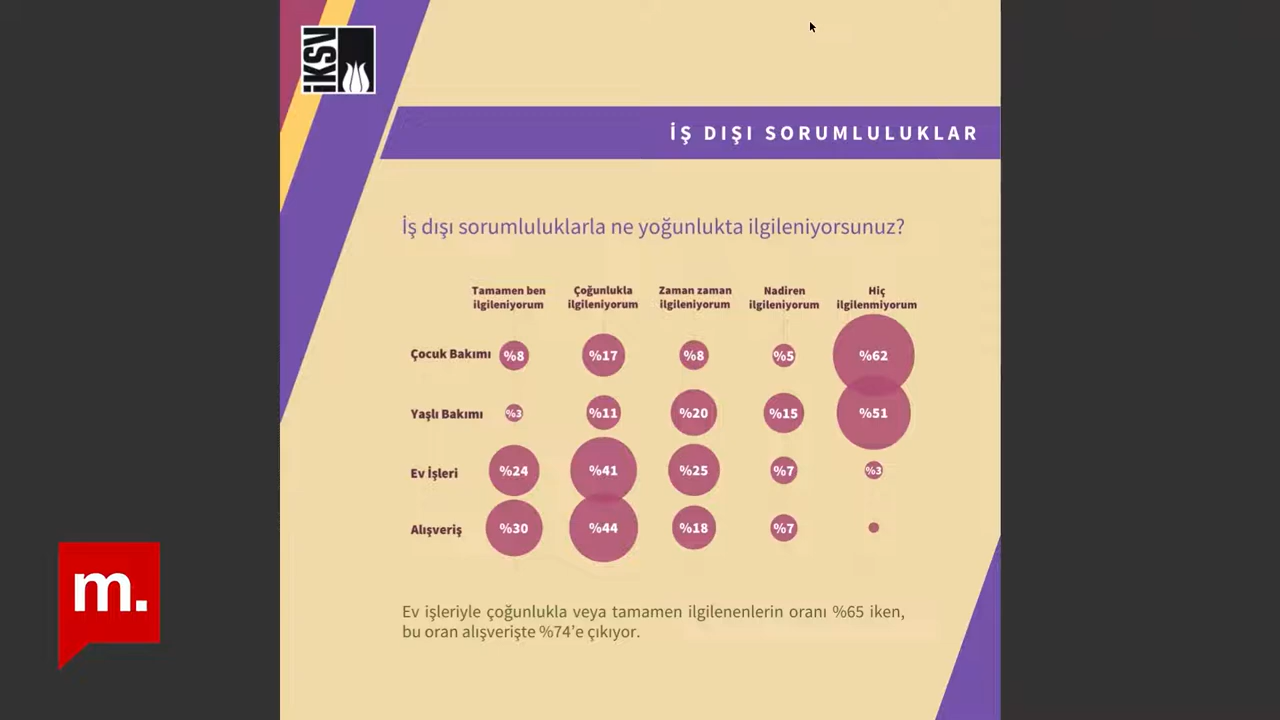 İKSV
İŞ DIŞI SORUMLULUKLAR
İş dışı sorumluluklarla ne yoğunlukta ilgileniyorsunuz?
Tamamen ben ilgileniyorum
Çoğunlukla ilgileniyorum
Zaman zaman ilgileniyorum
Nadiren ilgileniyorum
Hiç ilgilenmiyorum
Çocuk Bakımı %8 %17 %8 %5 %62
Yaşlı Bakımı %3 %11 %20 %15 %51
Ev İşleri %24 %41 %25 %7 %3
Alışveriş %30 %44 %18 %7
Ev işleriyle çoğunlukla veya tamamen ilgilenenlerin oranı %65 iken,
bu oran alışverişte %74’e çıkıyor.
m.